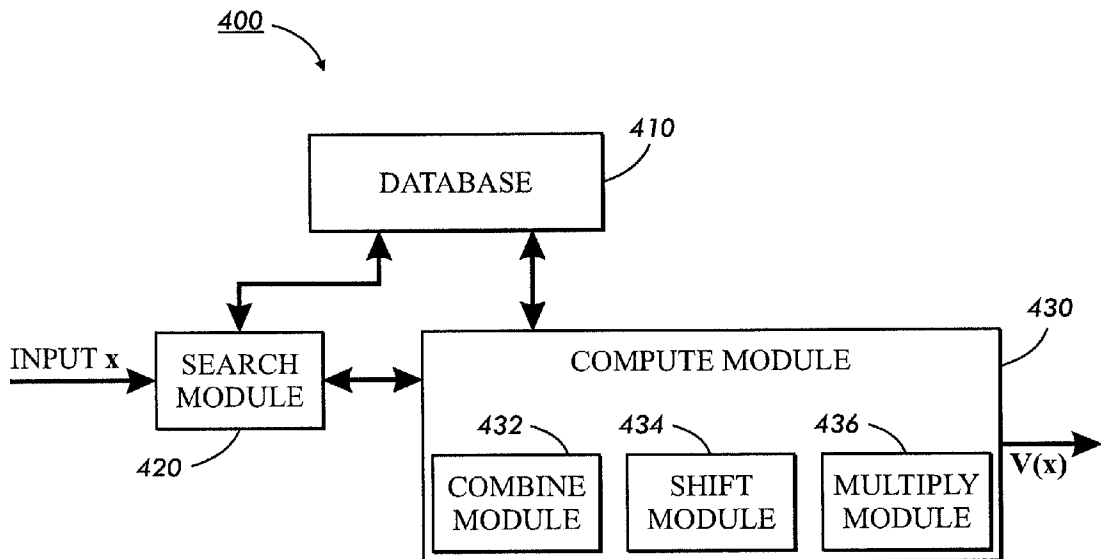 400
410
DATABASE
430
INPUT x
SEARCH
MODULE
420
COMPUTE MODULE
432
434
436
COMBINE
MODULE
SHIFT
MODULE
MULTIPLY
MODULE
V(x)